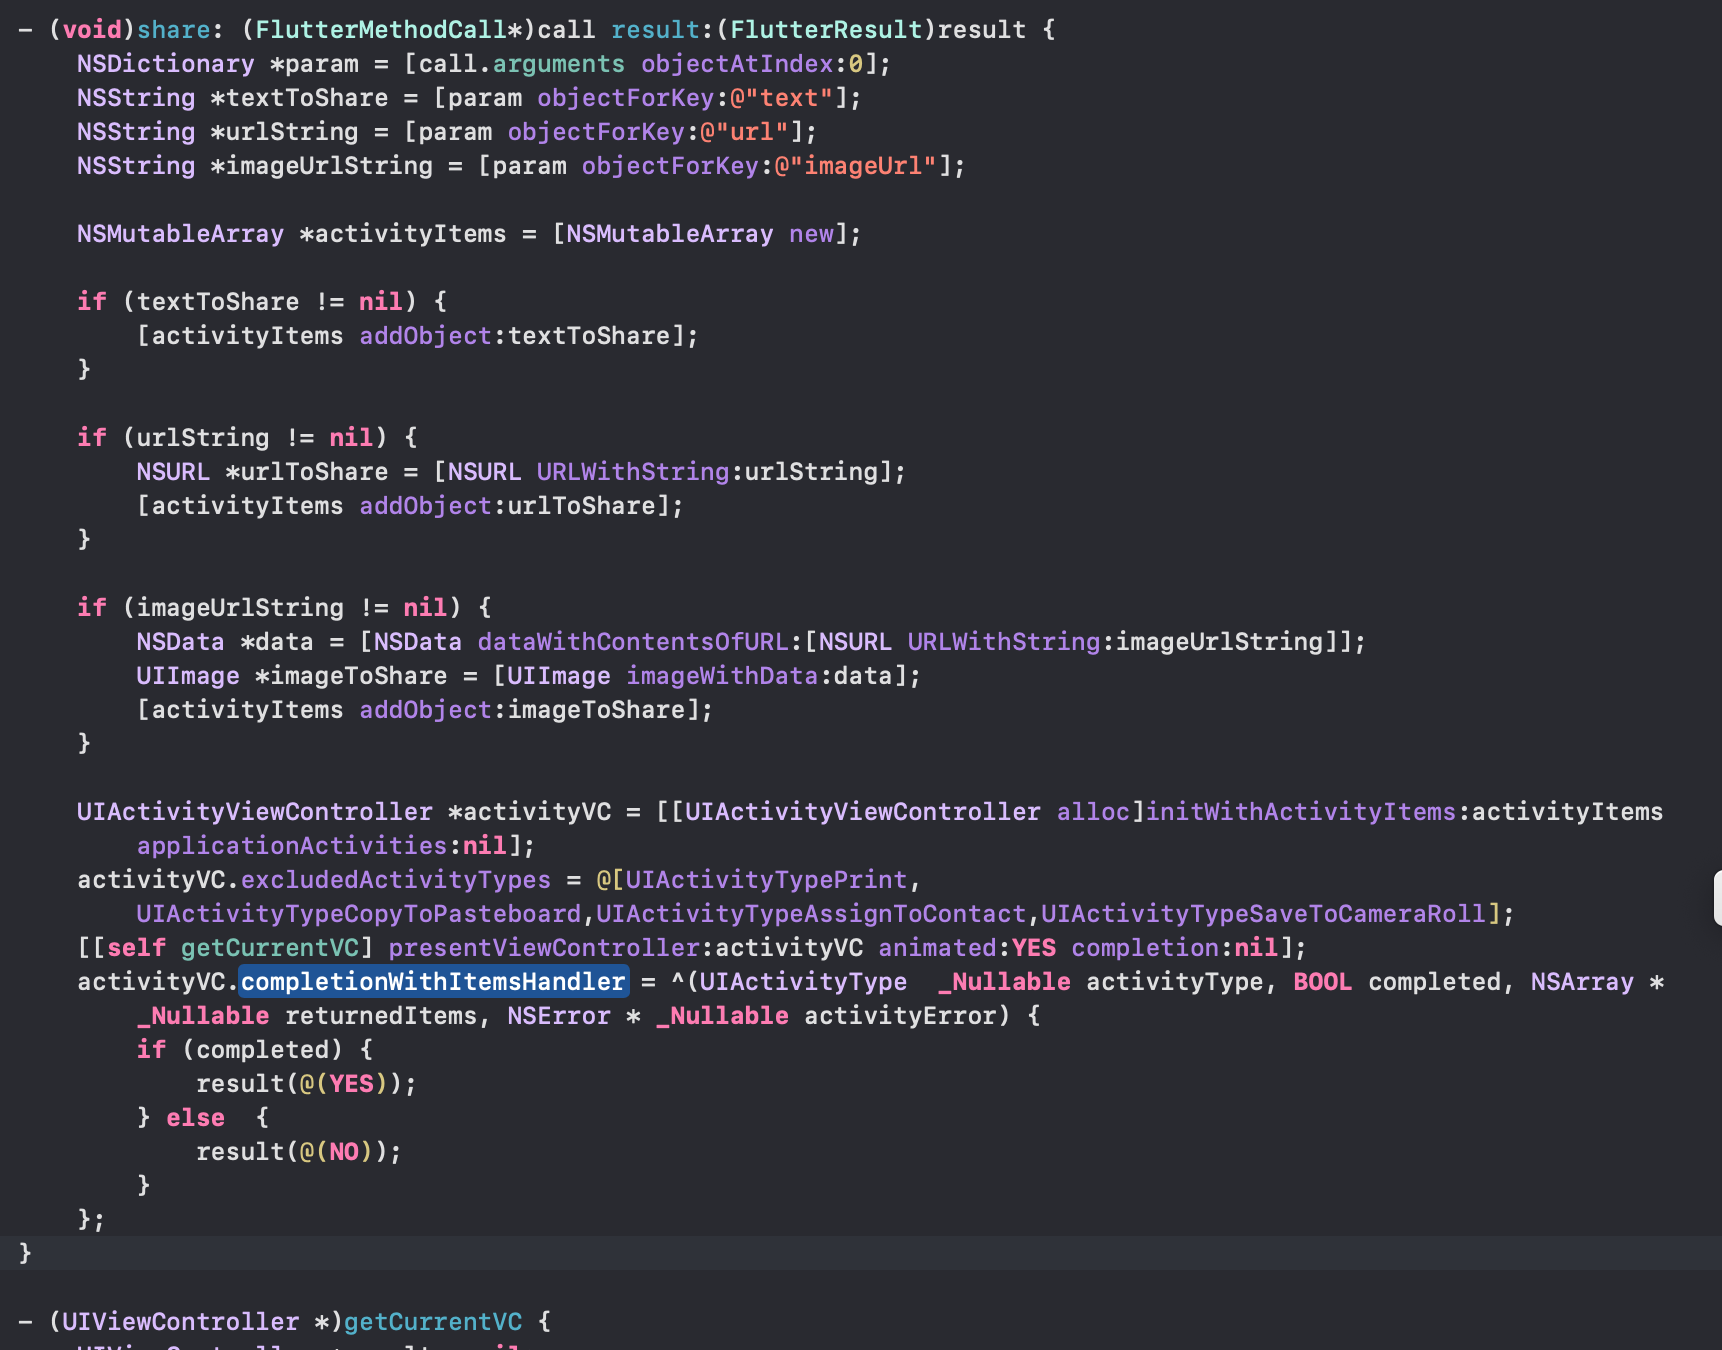 - (void)share: (FlutterMethodCall*)call result:(FlutterResult)result {
    NSDictionary *param = [call.arguments objectAtIndex:0];
    NSString *textToShare = [param objectForKey:@"text"];
    NSString *urlString = [param objectForKey:@"url"];
    NSString *imageUrlString = [param objectForKey:@"imageUrl"];

    NSMutableArray *activityItems = [NSMutableArray new];

    if (textToShare != nil) {
        [activityItems addObject:textToShare];
    }

    if (urlString != nil) {
        NSURL *urlToShare = [NSURL URLWithString:urlString];
        [activityItems addObject:urlToShare];
    }

    if (imageUrlString != nil) {
        NSData *data = [NSData dataWithContentsOfURL:[NSURL URLWithString:imageUrlString]];
        UIImage *imageToShare = [UIImage imageWithData:data];
        [activityItems addObject:imageToShare];
    }

    UIActivityViewController *activityVC = [[UIActivityViewController alloc]initWithActivityItems:activityItems
        applicationActivities:nil];
    activityVC.excludedActivityTypes = @[UIActivityTypePrint,
        UIActivityTypeCopyToPasteboard,UIActivityTypeAssignToContact,UIActivityTypeSaveToCameraRoll];
    [[self getCurrentVC] presentViewController:activityVC animated:YES completion:nil];
    activityVC.completionWithItemsHandler = ^(UIActivityType  _Nullable activityType, BOOL completed, NSArray *
        _Nullable returnedItems, NSError * _Nullable activityError) {
        if (completed) {
            result(@(YES));
        } else  {
            result(@(NO));
        }
    };
}

- (UIViewController *)getCurrentVC {